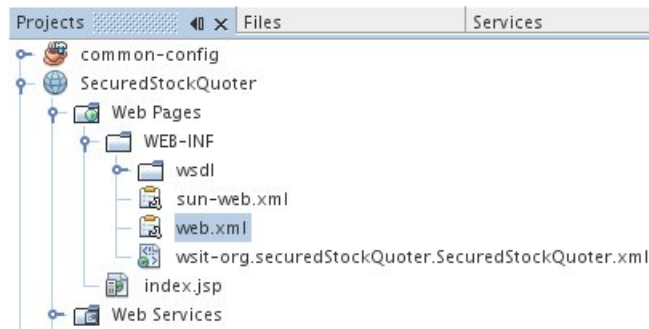 Projects Files Services
common-config
SecuredStockQuoter
Web Pages
WEB-INF
wsdl
sun-web.xml
web.xml
wsit-org.securedStockQuoter.SecuredStockQuoter.xml
index.jsp
Web Services